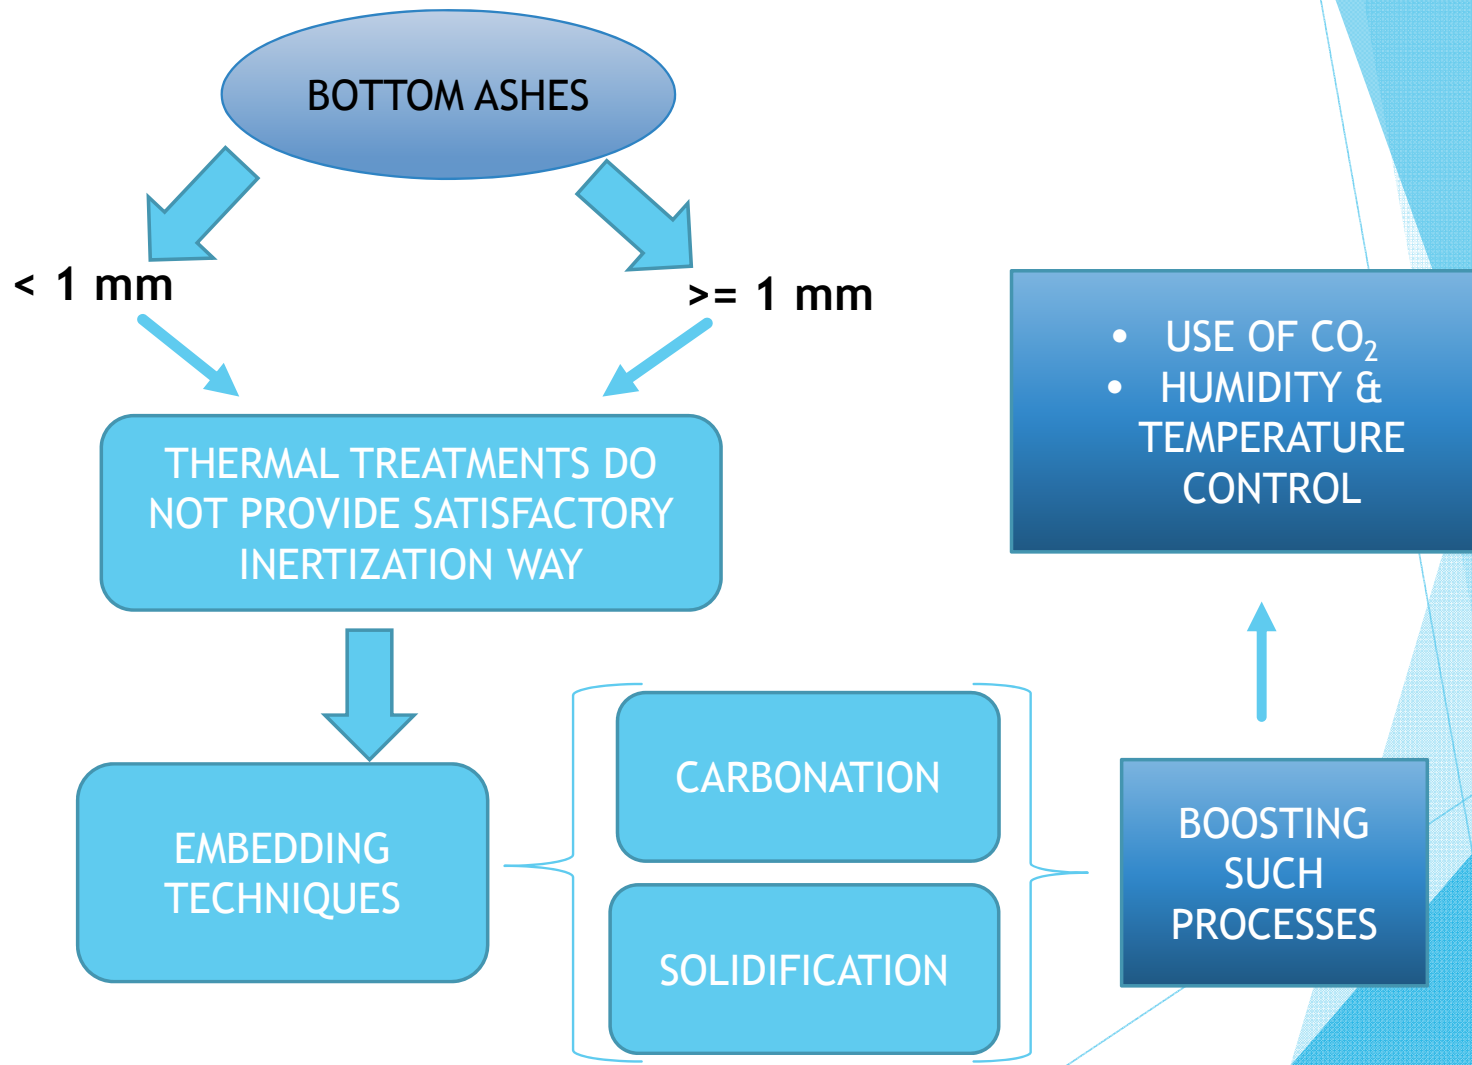 BOTTOM ASHES
< 1 mm
>= 1 mm
THERMAL TREATMENTS DO
NOT PROVIDE SATISFACTORY
INERTIZATION WAY
EMBEDDING
TECHNIQUES
CARBONATION
SOLIDIFICATION
BOOSTING
SUCH
PROCESSES
• USE OF CO₂
• HUMIDITY &
TEMPERATURE
CONTROL